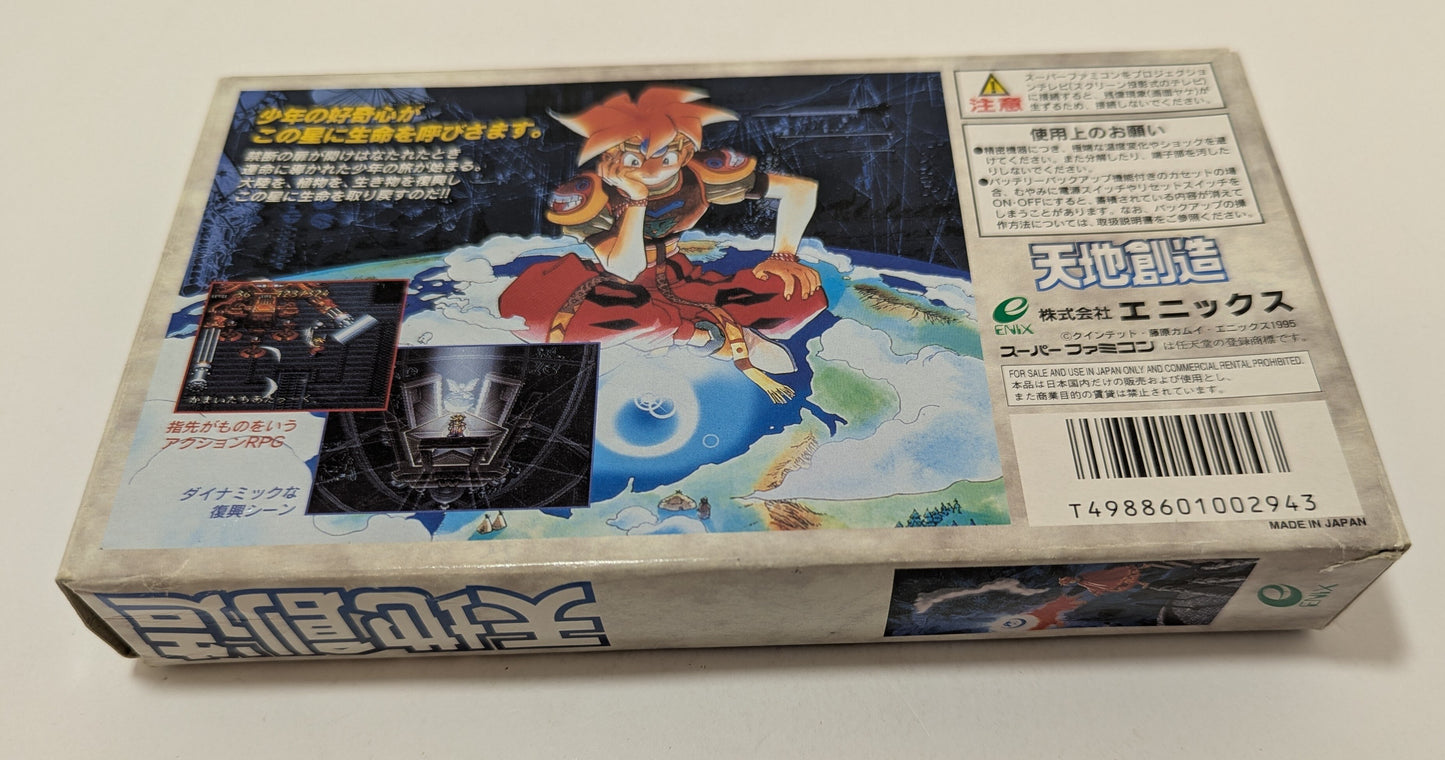 少年の好奇心が
この星に生命を呼びさます。
禁断の扉が開けはなたれたとき
運命に導かれた少年の旅が始まる。
大陸を、植物を、生き物を復興し
この星に生命を取り戻すのだ!!
かまいたちあたっーく
指先がものをいう
アクションRPG
ダイナミックな
復興シーン
注意
スーパーファミコンをプロジェクショ
ンテレビ(スクリーン投影式のテレビ)
に接続すると、残像現象(画面ヤケ)が
生ずるため、接続しないでください。
使用上のお願い
●精密機器につき、極端な温度変化やショックを避
けてください。また分解したり、端子部を汚したり
りしないでください。
●バッテリーバックアップ機能付きのカセットの場
合、むやみに電源スイッチやリセットスイッチを
ON・OFFにすると、蓄積されている内容が消えて
しまうことがあります。なお、バックアップの操
作方法については、取扱説明書をご参照ください。
天地創造
ENIX 株式会社 エニックス
©クインテット・藤原カムイ・エニックス1995
スーパーファミコン は任天堂の登録商標です。
FOR SALE AND USE IN JAPAN ONLY AND COMMERCIAL RENTAL PROHIBITED.
本品は日本国内だけの販売および使用とし、
また商業目的の賃貸は禁止されています。
T4988601002943
MADE IN JAPAN
天地創造
ENIX